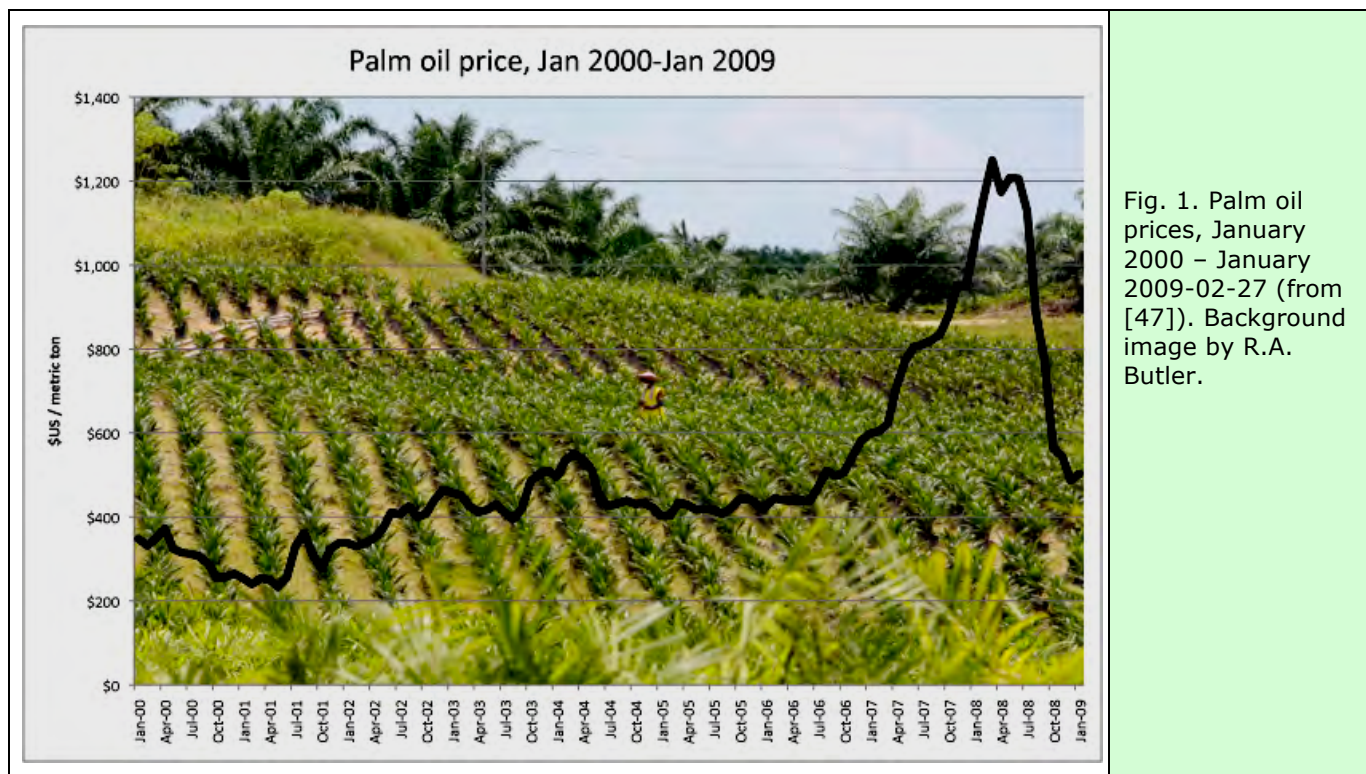 Palm oil price, Jan 2000-Jan 2009
$1,400
$1,200
$1,000
$800
$600
$400
$200
$0
$US / metric ton
Jan-00
Apr-00
Jul-00
Oct-00
Jan-01
Apr-01
Jul-01
Oct-01
Jan-02
Apr-02
Jul-02
Oct-02
Jan-03
Apr-03
Jul-03
Oct-03
Jan-04
Apr-04
Jul-04
Oct-04
Jan-05
Apr-05
Jul-05
Oct-05
Jan-06
Apr-06
Jul-06
Oct-06
Jan-07
Apr-07
Jul-07
Oct-07
Jan-08
Apr-08
Jul-08
Oct-08
Jan-09
Fig. 1. Palm oil
prices, January
2000 – January
2009-02-27 (from
[47]). Background
image by R.A.
Butler.